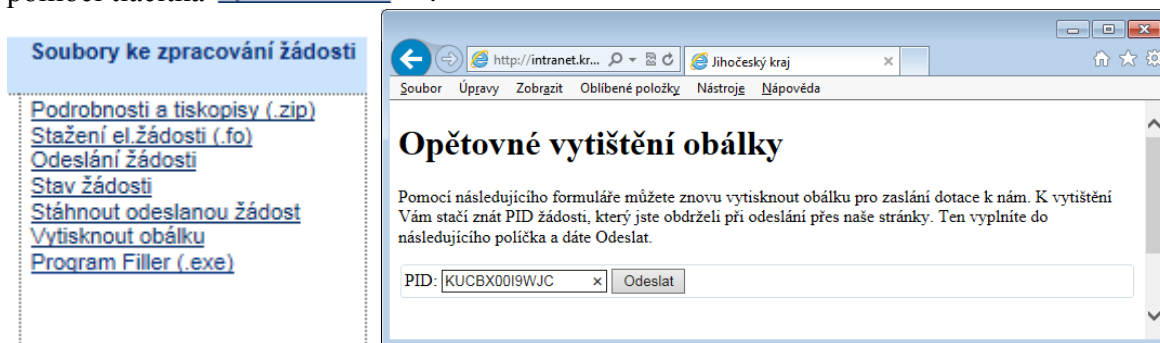 Soubory ke zpracování žádosti
Podrobnosti a tiskopisy (.zip)
Stažení el.žádosti (.fo)
Odeslání žádosti
Stav žádosti
Stáhnout odeslanou žádost
Vytisknout obálku
Program Filler (.exe)
http://intranet.kr...
Jihočeský kraj
Soubor Úpravy Zobrazit Oblíbené položky Nástroje Nápověda
Opětovné vytištění obálky
Pomocí následujícího formuláře můžete znovu vytisknout obálku pro zaslání dotace k nám. K vytištění
Vám stačí znát PID žádosti, který jste obdrželi při odeslání přes naše stránky. Ten vyplníte do
následujícího políčka a dáte Odeslat.
PID: KUCBX00I9WJC Odeslat